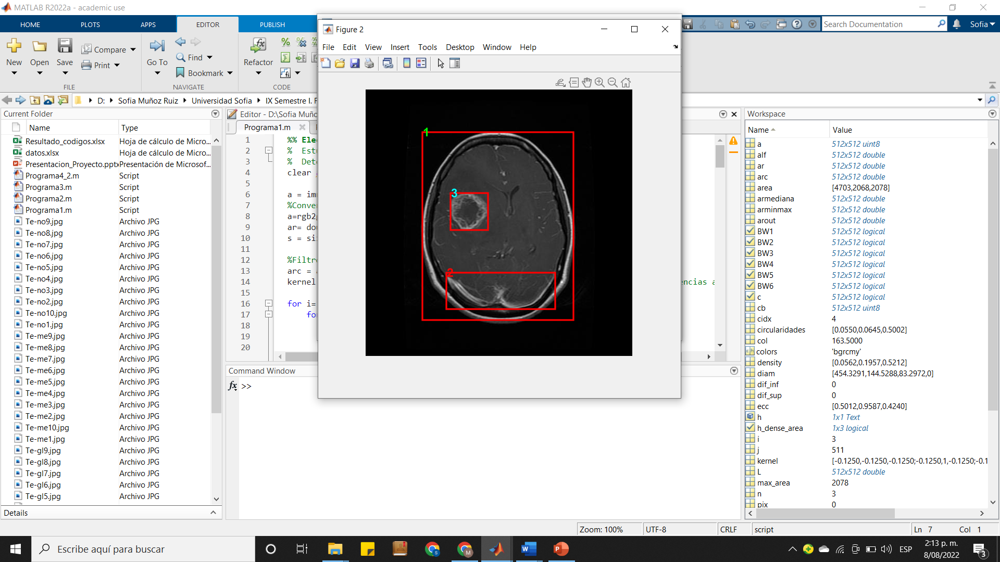 MATLAB R2022a - academic use
HOME PLOTS APPS EDITOR PUBLISH
Search Documentation
Sofia
New Open Save Compare Print
Go To Find Bookmark
Refactor
FILE NAVIGATE CODE
D: Sofia Muñoz Ruiz Universidad Sofia IX Semestre I.
Current Folder
Name Type
Resultado_codigos.xlsx Hoja de cálculo de Micro...
datos.xlsx Hoja de cálculo de Micro...
Presentacion_Proyecto.pptx Presentación de Microsof...
Programa4_2.m Script
Programa3.m Script
Programa2.m Script
Programa1.m Script
Te-no9.jpg Archivo JPG
Te-no8.jpg Archivo JPG
Te-no7.jpg Archivo JPG
Te-no6.jpg Archivo JPG
Te-no5.jpg Archivo JPG
Te-no4.jpg Archivo JPG
Te-no3.jpg Archivo JPG
Te-no2.jpg Archivo JPG
Te-no10.jpg Archivo JPG
Te-no1.jpg Archivo JPG
Te-me9.jpg Archivo JPG
Te-me8.jpg Archivo JPG
Te-me7.jpg Archivo JPG
Te-me6.jpg Archivo JPG
Te-me5.jpg Archivo JPG
Te-me4.jpg Archivo JPG
Te-me3.jpg Archivo JPG
Te-me2.jpg Archivo JPG
Te-me10.jpg Archivo JPG
Te-me1.jpg Archivo JPG
Te-gl9.jpg Archivo JPG
Te-gl8.jpg Archivo JPG
Te-gl7.jpg Archivo JPG
Te-gl6.jpg Archivo JPG
Te-gl5.jpg Archivo JPG
Details
Editor - D:\Sofia Muño
Programa1.m
1 %% Elec
2 % Estu
3 % Dete
4 clear
5
6 a = im
7 %Conver
8 a=rgb2g
9 ar= dou
10 s = si
11
12 %Filtro
13 arc = a
14 kernel encias a
15
16 for i=
17 for
18
19
20
Command Window
fx >>
Figure 2
File Edit View Insert Tools Desktop Window Help
1
3
2
Workspace
Name Value
a 512x512 uint8
alf 512x512 double
ar 512x512 double
arc 512x512 double
area [4703,2068,2078]
armediana 512x512 double
arminmax 512x512 double
arout 512x512 double
BW1 512x512 logical
BW2 512x512 logical
BW3 512x512 logical
BW4 512x512 logical
BW5 512x512 logical
BW6 512x512 logical
c 512x512 logical
cb 512x512 uint8
cidx 4
circularidades [0.0550,0.0645,0.5002]
col 163.5000
colors 'bgrcmy'
density [0.0562,0.1957,0.5212]
diam [454.3291,144.5288,83.2972,0]
dif_inf 0
dif_sup 0
ecc [0.5012,0.9587,0.4240]
h 1x1 Text
h_dense_area 1x3 logical
i 3
j 511
kernel [-0.1250,-0.1250,-0.1250;-0.1250,1,-0.1250;-0.1
L 512x512 double
max_area 2078
n 3
pix 0
Zoom: 100% UTF-8 CRLF script Ln 7 Col 1
Escribe aquí para buscar
ESP
2:13 p. m.
8/08/2022
3